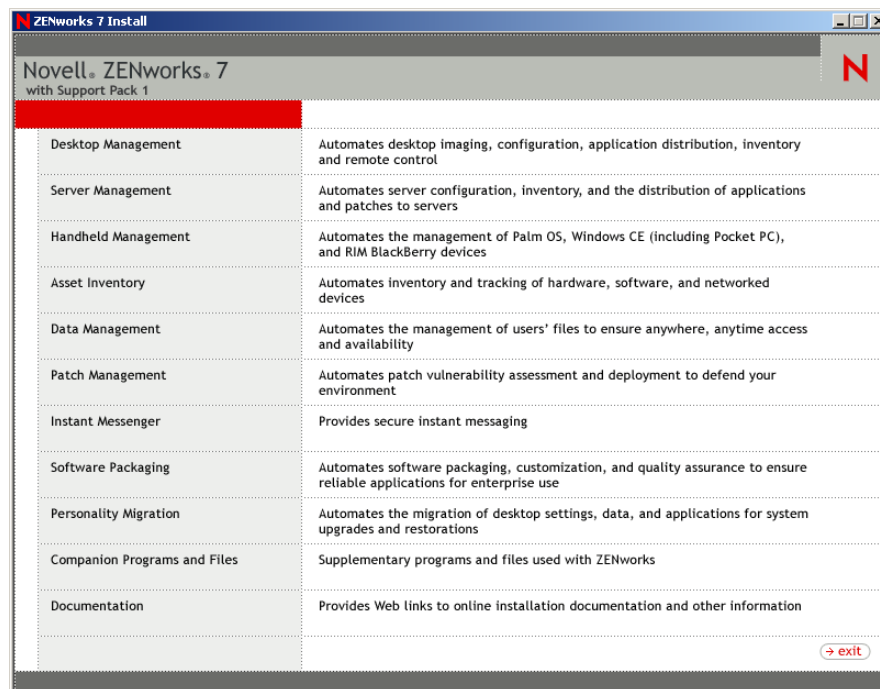 ZENworks 7 Install
Novell® ZENworks® 7
with Support Pack 1
N
Desktop Management
Automates desktop imaging, configuration, application distribution, inventory
and remote control
Server Management
Automates server configuration, inventory, and the distribution of applications
and patches to servers
Handheld Management
Automates the management of Palm OS, Windows CE (including Pocket PC),
and RIM BlackBerry devices
Asset Inventory
Automates inventory and tracking of hardware, software, and networked
devices
Data Management
Automates the management of users’ files to ensure anywhere, anytime access
and availability
Patch Management
Automates patch vulnerability assessment and deployment to defend your
environment
Instant Messenger
Provides secure instant messaging
Software Packaging
Automates software packaging, customization, and quality assurance to ensure
reliable applications for enterprise use
Personality Migration
Automates the migration of desktop settings, data, and applications for system
upgrades and restorations
Companion Programs and Files
Supplementary programs and files used with ZENworks
Documentation
Provides Web links to online installation documentation and other information
exit